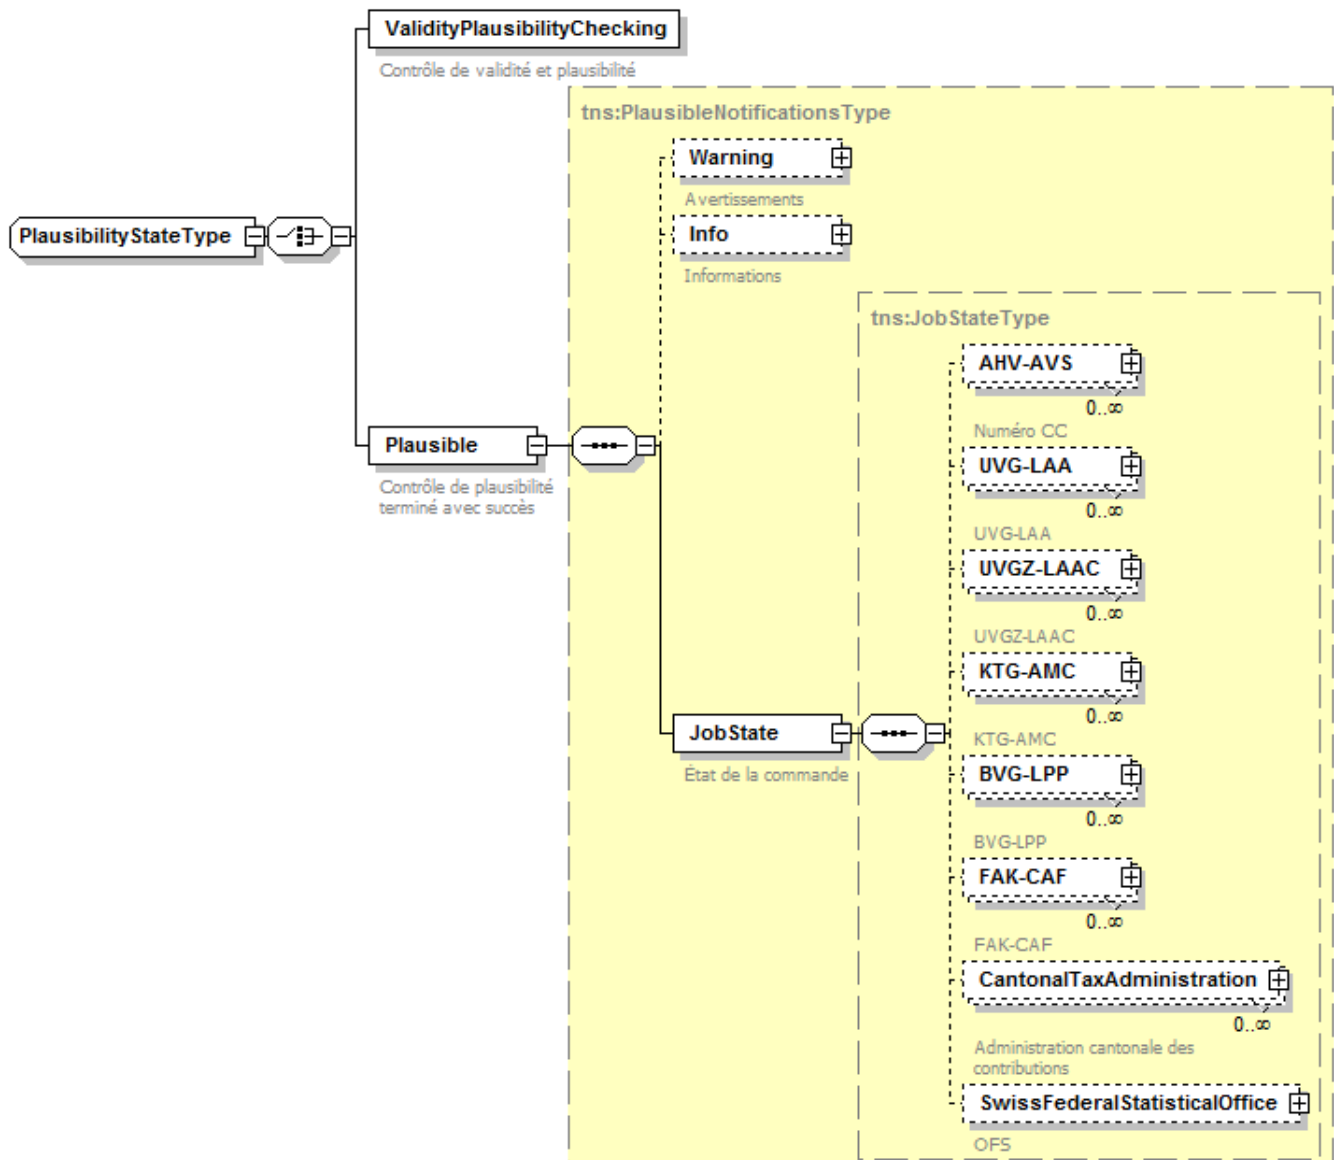 ValidityPlausibilityChecking
Contrôle de validité et plausibilité
tns:PlausibleNotificationsType
Warning
Avertissements
PlausibilityStateType
Info
Informations
tns:JobStateType
AHV-AVS
0..∞
Numéro CC
Plausible
Contrôle de plausibilité
terminé avec succès
UVG-LAA
0..∞
UVG-LAA
UVGZ-LAAC
0..∞
UVGZ-LAAC
KTG-AMC
0..∞
KTG-AMC
JobState
État de la commande
BVG-LPP
0..∞
BVG-LPP
FAK-CAF
0..∞
FAK-CAF
CantonalTaxAdministration
0..∞
Administration cantonale des
contributions
SwissFederalStatisticalOffice
OFS